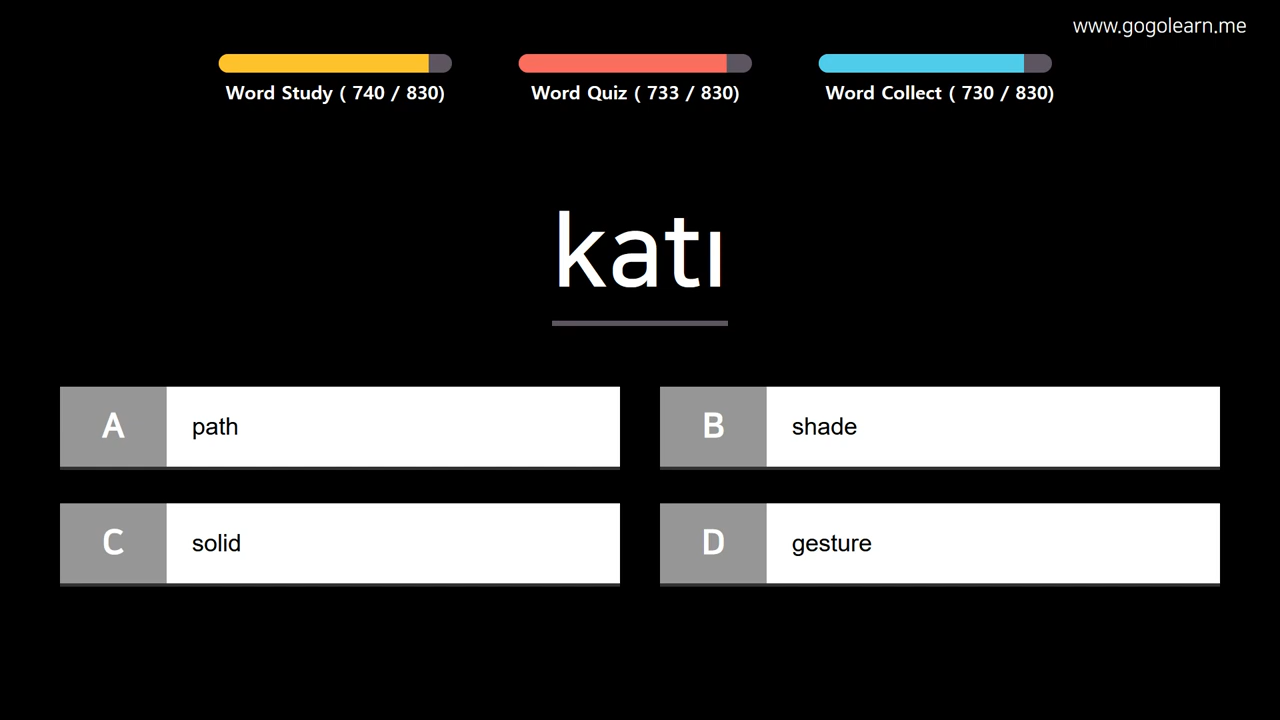 www.gogolearn.me
Word Study ( 740 / 830)
Word Quiz ( 733 / 830)
Word Collect ( 730 / 830)
katı
A path
B shade
C solid
D gesture